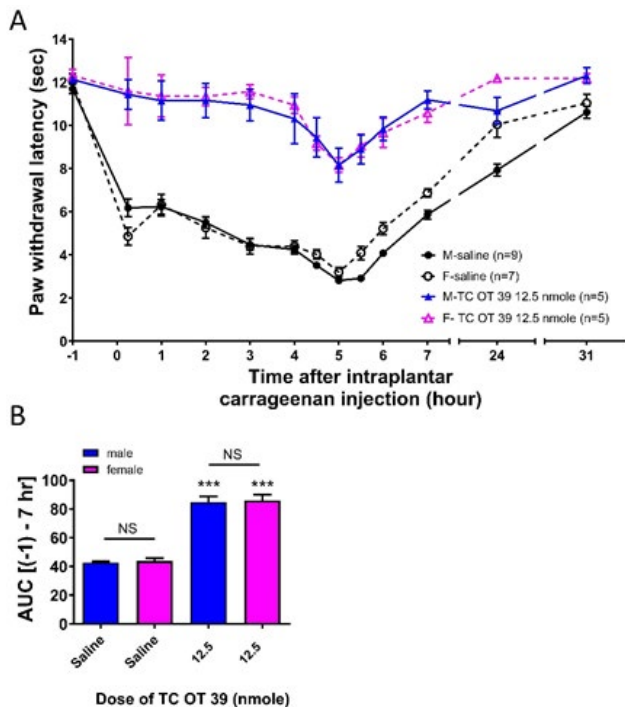 A
Paw withdrawal latency (sec)
14
12
10
8
6
4
2
0
-1 0 1 2 3 4 5 6 7 24 31
M-saline (n=9)
F-saline (n=7)
M-TC OT 39 12.5 nmole (n=5)
F- TC OT 39 12.5 nmole (n=5)
Time after intraplantar
carrageenan injection (hour)
B
male
female
AUC [(-1) - 7 hr]
100
80
60
40
20
0
NS
NS
*** ***
Saline Saline 12.5 12.5
Dose of TC OT 39 (nmole)